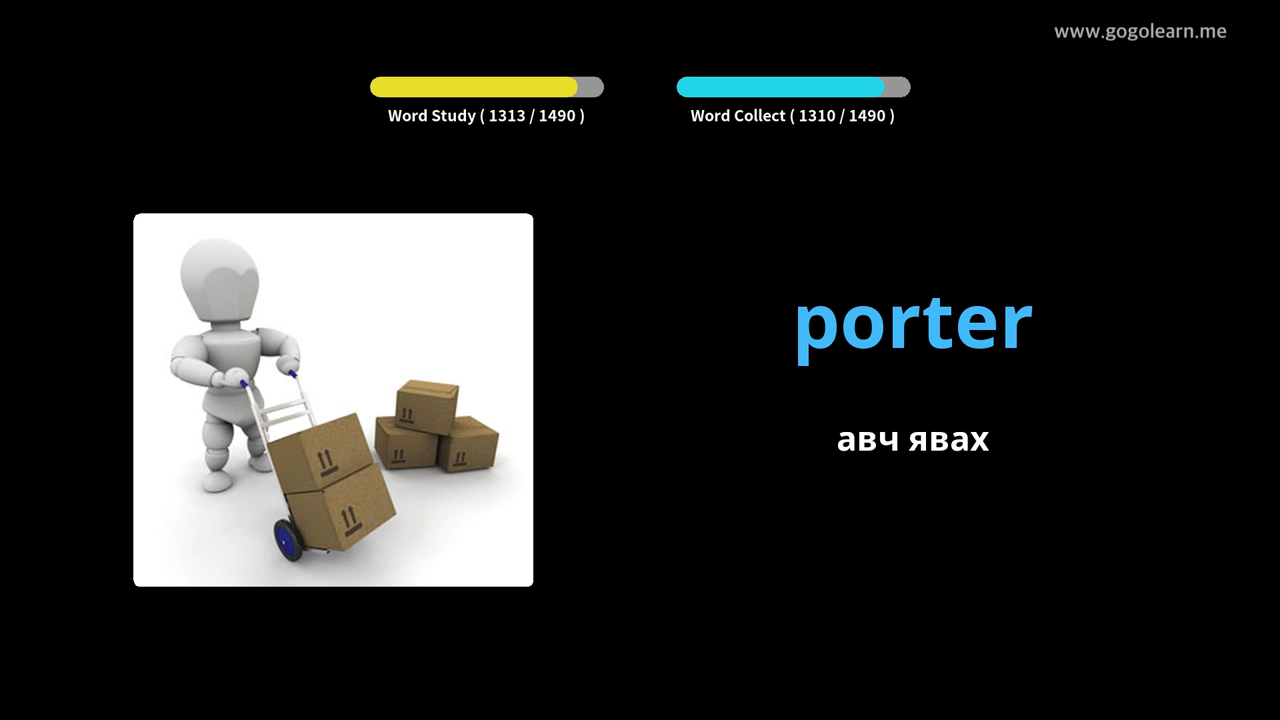 www.gogolearn.me
Word Study ( 1313 / 1490 )
Word Collect ( 1310 / 1490 )
porter
авч явах